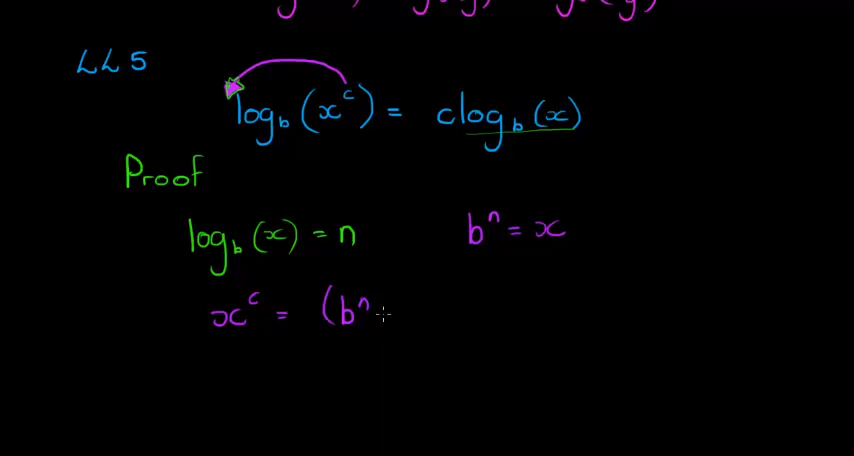 LL5
log_b (x^c) = c log_b (x)
Proof
log_b (x) = n b^n = x
x^c = (b^n